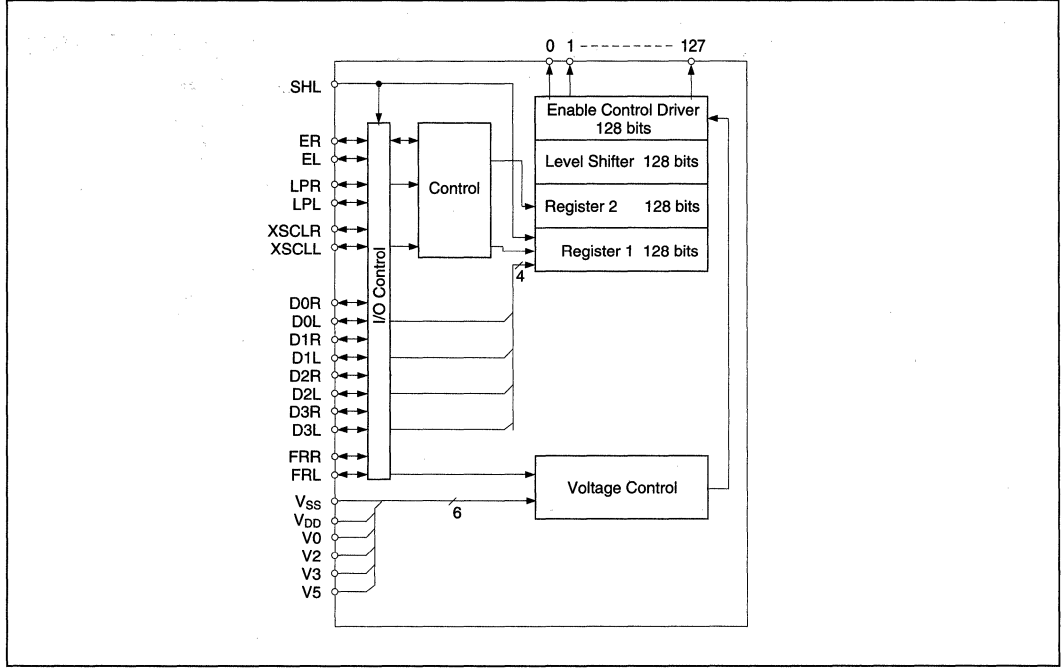 0 1 127
SHL
ER
EL
LPR
LPL
XSCLR
XSCLL
D0R
D0L
D1R
D1L
D2R
D2L
D3R
D3L
FRR
FRL
VSS
VDD
V0
V2
V3
V5
I/O Control
Control
Enable Control Driver
128 bits
Level Shifter 128 bits
Register 2 128 bits
Register 1 128 bits
4
Voltage Control
6